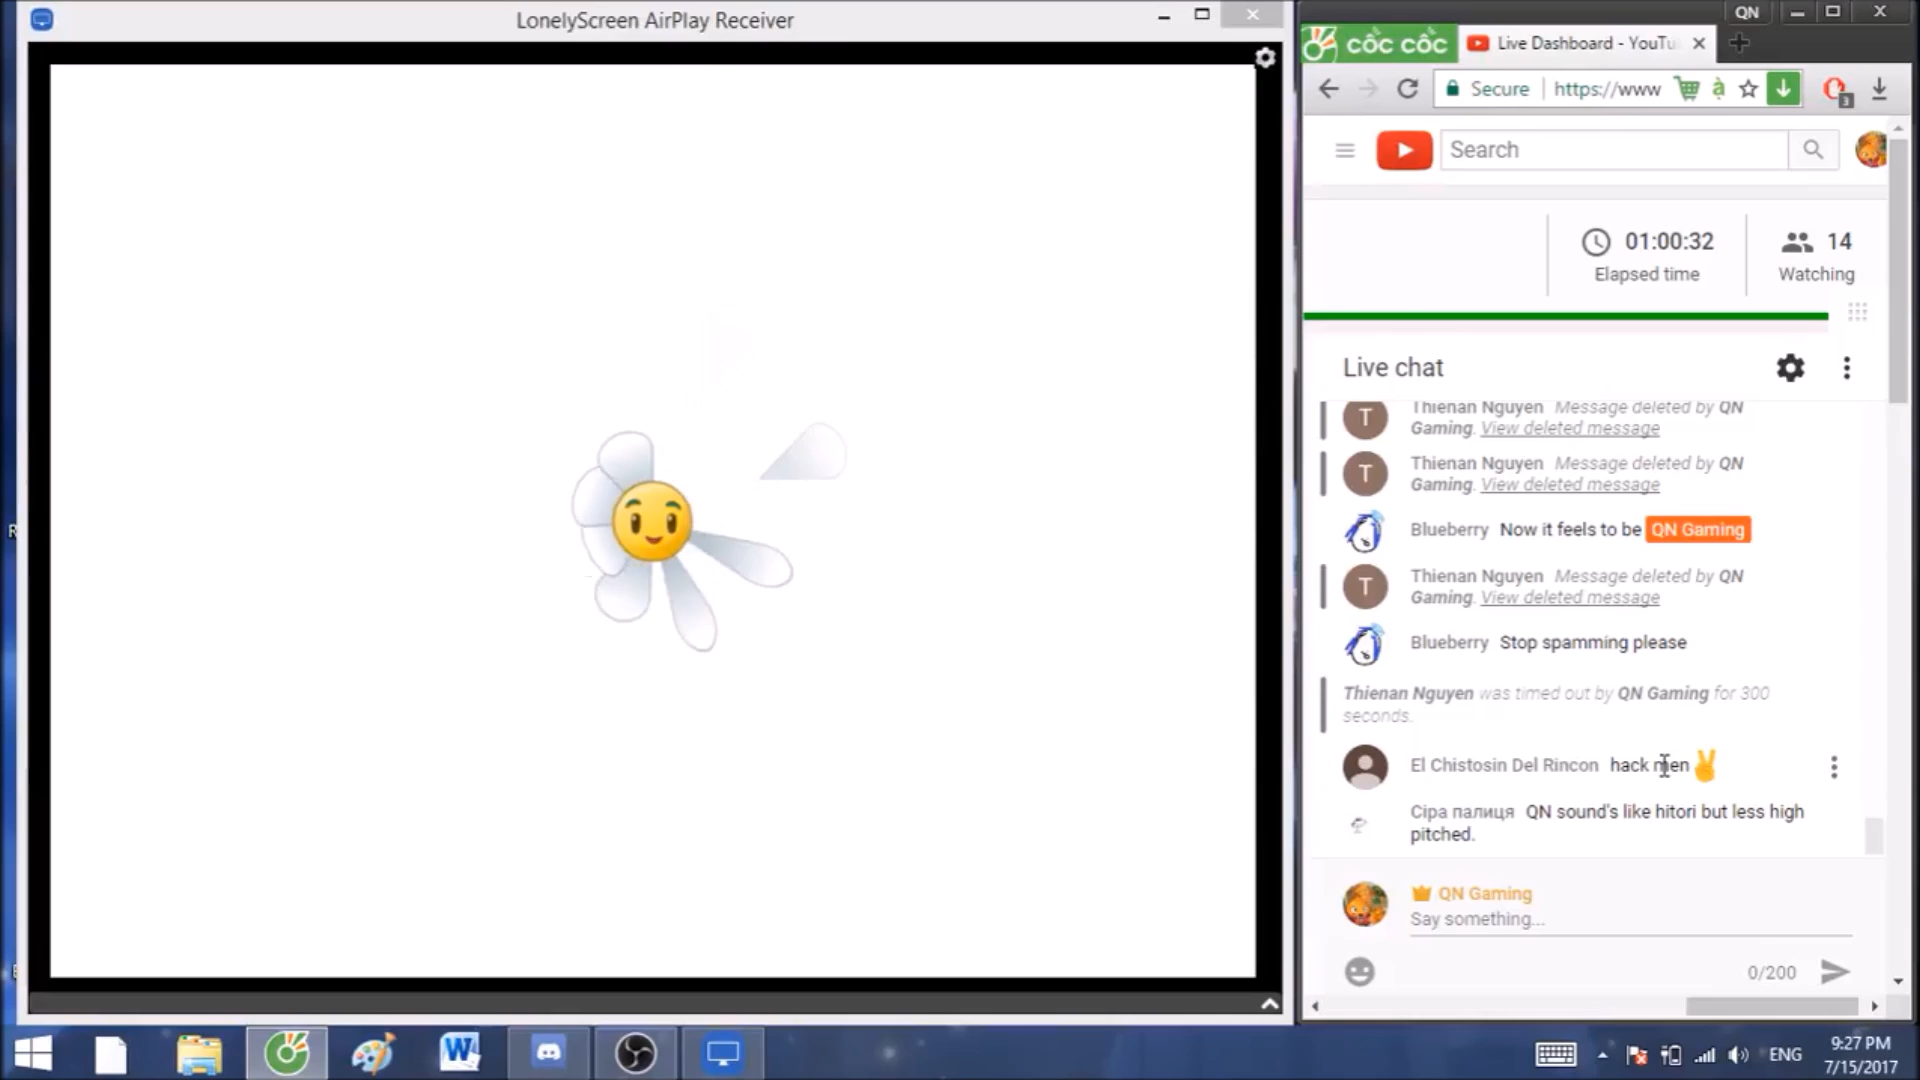 LonelyScreen AirPlay Receiver
QN
cốc cốc
Live Dashboard - YouTu
Secure
https://www
3
Search
01:00:32
Elapsed time
14
Watching
Live chat
T
Thienan Nguyen Message deleted by QN
Gaming. View deleted message
T
Thienan Nguyen Message deleted by QN
Gaming. View deleted message
Blueberry Now it feels to be QN Gaming
T
Thienan Nguyen Message deleted by QN
Gaming. View deleted message
Blueberry Stop spamming please
Thienan Nguyen was timed out by QN Gaming for 300
seconds.
El Chistosin Del Rincon hack men
Сіра палиця QN sound's like hitori but less high
pitched.
QN Gaming
Say something...
0/200
R
W
ENG
9:27 PM
7/15/2017